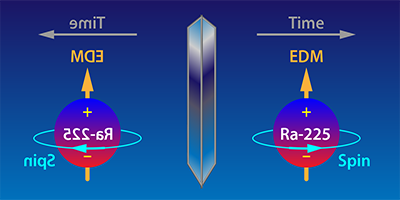 Time
EDM
+
Ra-225
−
Spin
Time
EDM
+
Ra-225
−
Spin